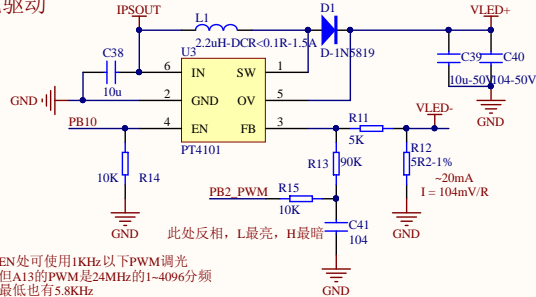 驱动
IPSOUT
L1
2.2uH-DCR<0.1R-1.5A
D1
D-1N5819
VLED+
C38
10u
U3
6 IN SW 1
2 GND OV 5
4 EN FB 3
PT4101
GND
C39
10u-50V
C40
104-50V
GND
PB10
10K
R14
GND
R11
5K
VLED-
R13
90K
R12
5R2-1%
~20mA
I = 104mV/R
PB2_PWM
R15
10K
C41
104
GND
GND
此处反相，L最亮，H最暗
EN处可使用1KHz以下PWM调光
但A13的PWM是24MHz的1~4096分频
最低也有5.8KHz